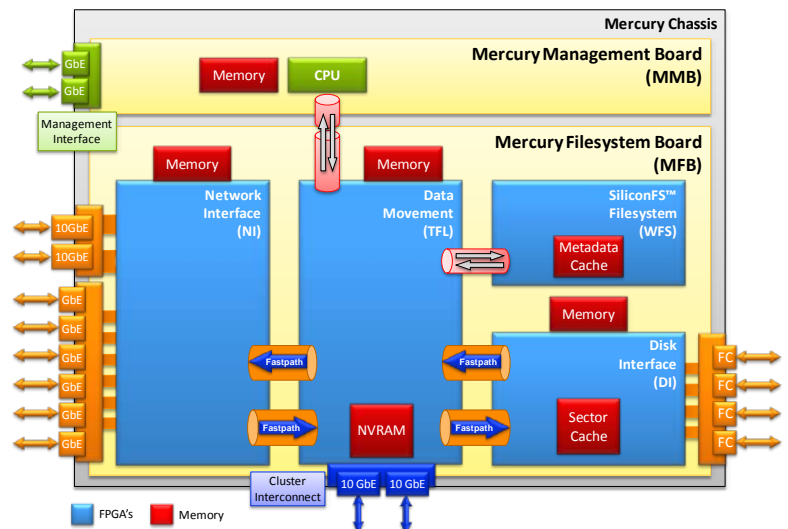 Mercury Chassis
Mercury Management Board
(MMB)
GbE
GbE
Memory
CPU
Management
Interface
Mercury Filesystem Board
(MFB)
Memory
Memory
Network
Interface
(NI)
Data
Movement
(TFL)
SiliconFS™
Filesystem
(WFS)
Metadata
Cache
10GbE
10GbE
GbE
GbE
GbE
GbE
GbE
GbE
Memory
Disk
Interface
(DI)
Fastpath
Fastpath
Fastpath
Fastpath
NVRAM
Sector
Cache
FC
FC
FC
FC
Cluster
Interconnect
10 GbE
10 GbE
FPGA's
Memory